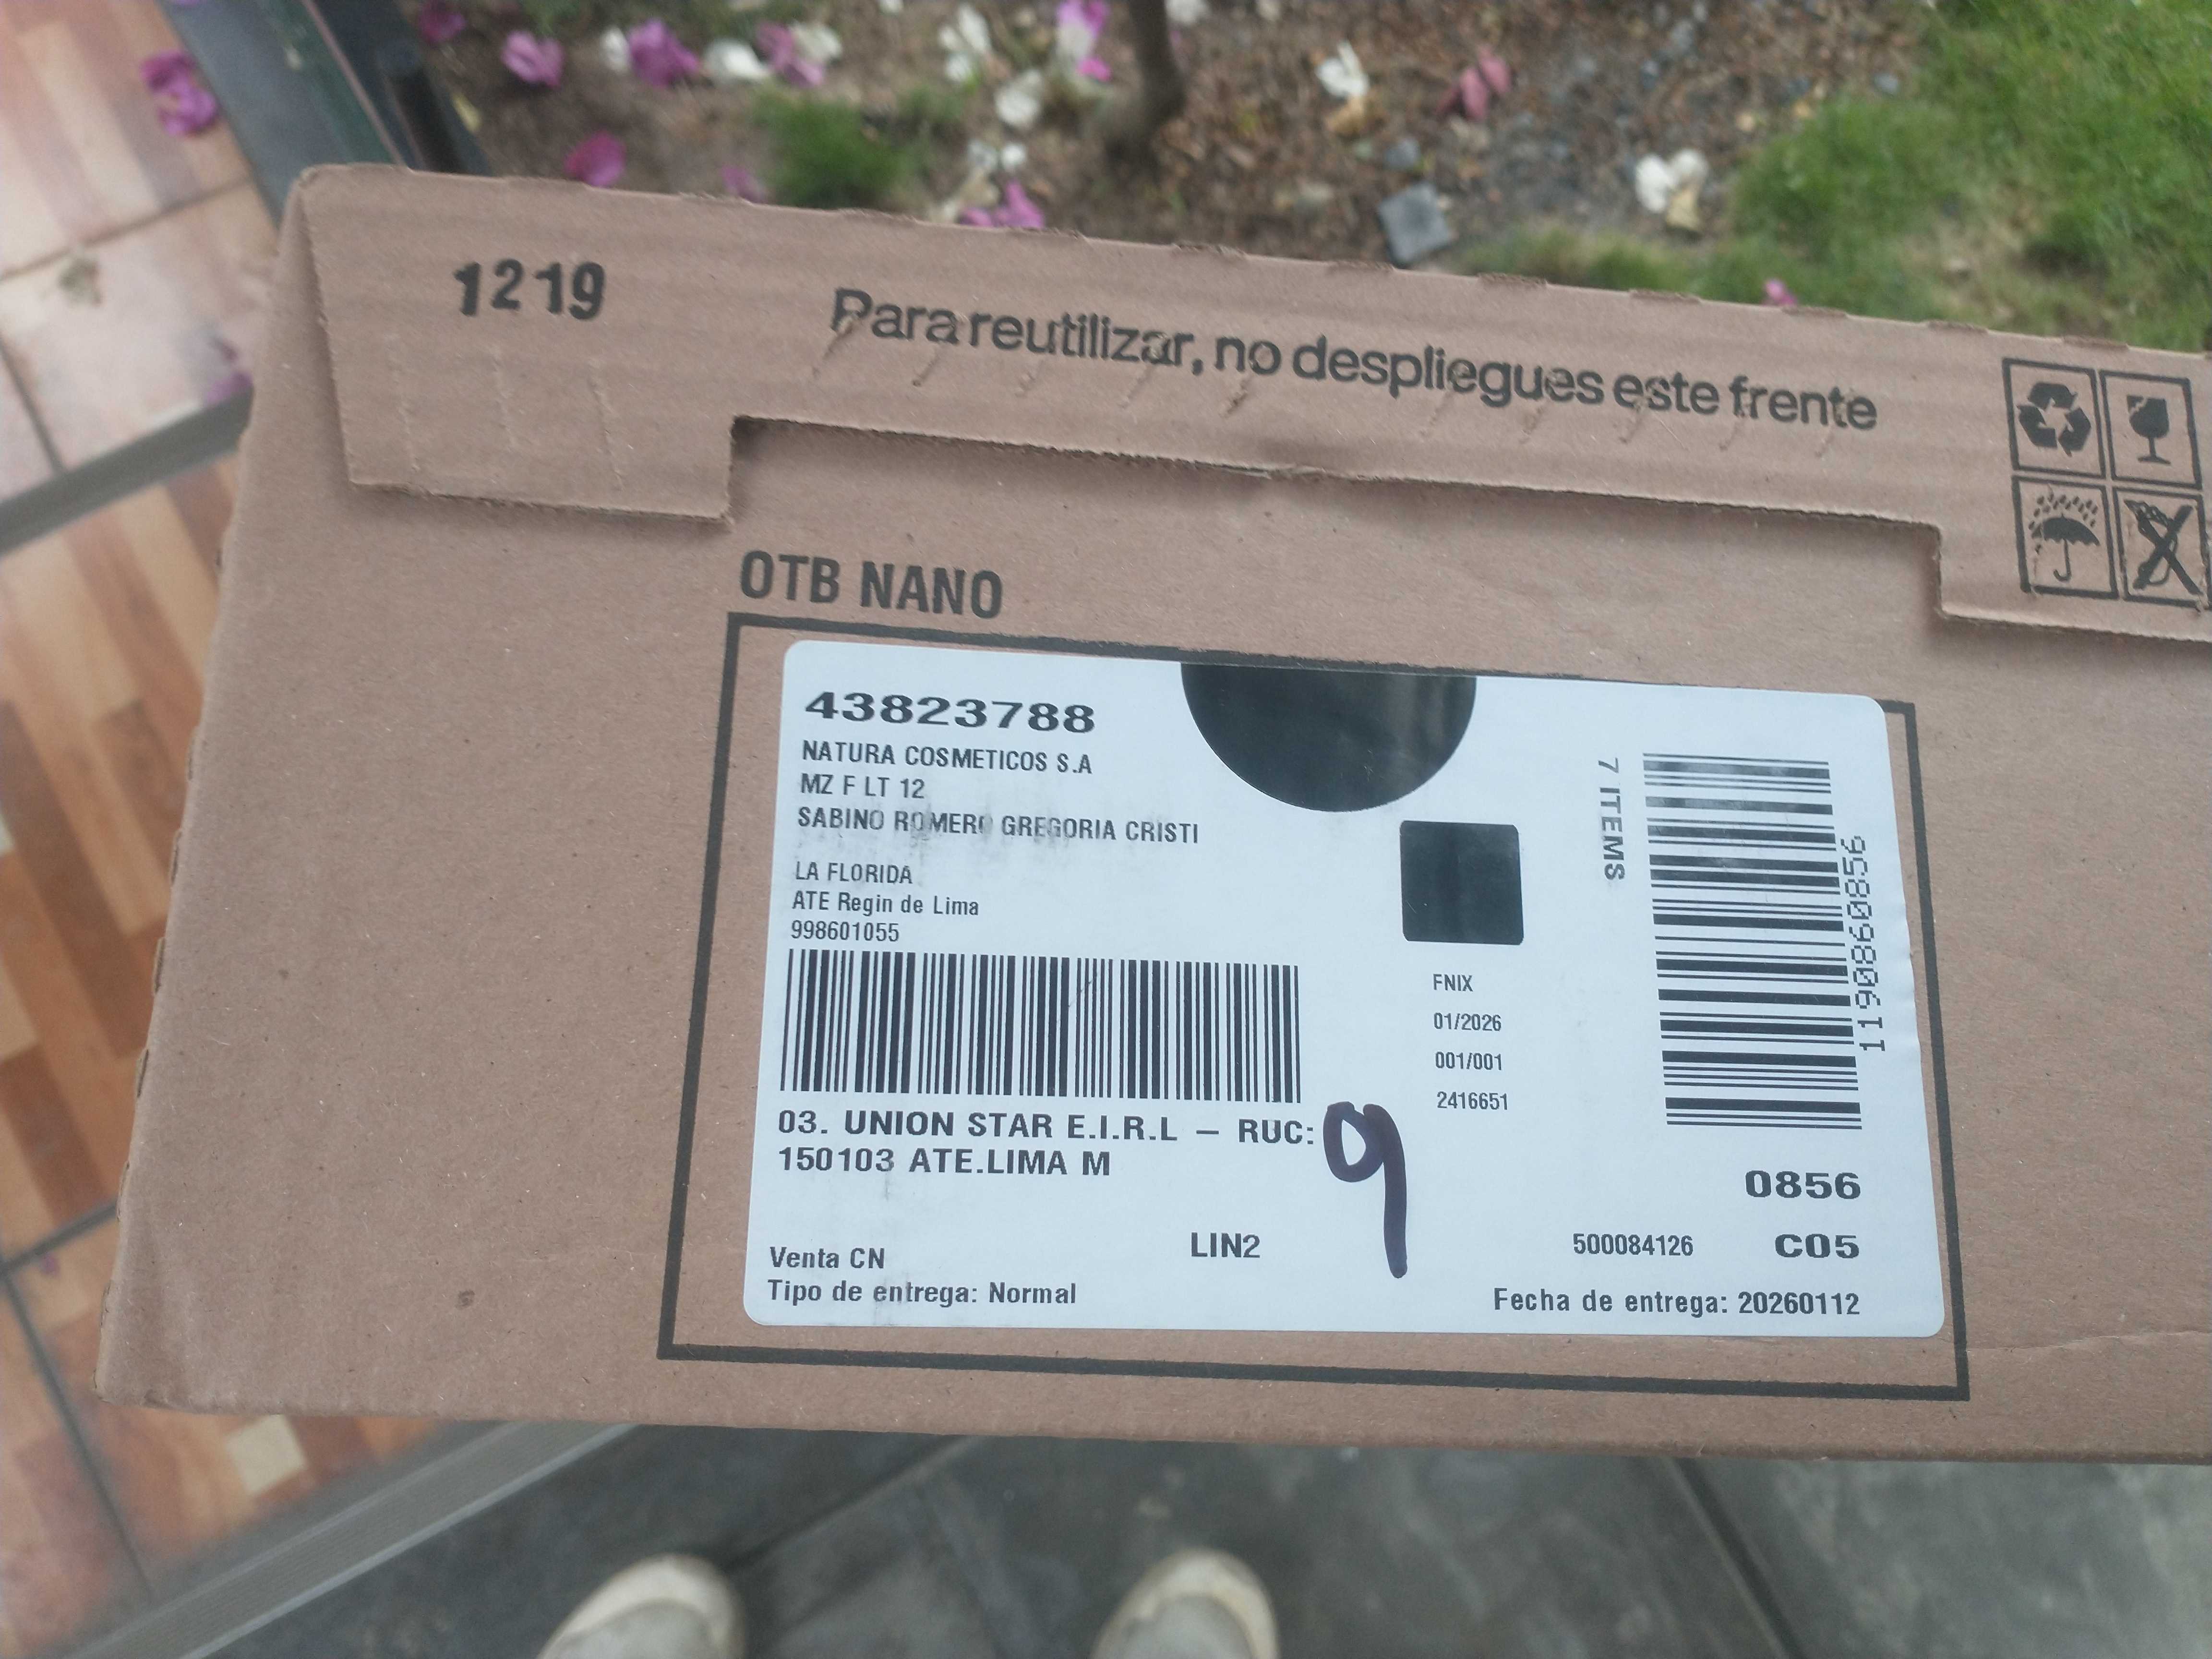 1219
Para reutilizar, no despliegues este frente
OTB NANO
43823788
NATURA COSMETICOS S.A
MZ F LT 12
SABINO ROMERO GREGORIA CRISTI
LA FLORIDA
ATE Regin de Lima
998601055
7 ITEMS
11908608​56
FNIX
01/2026
001/001
2416651
03. UNION STAR E.I.R.L – RUC:
150103 ATE.LIMA M
9
0856
LIN2
500084126 C05
Venta CN
Tipo de entrega: Normal
Fecha de entrega: 20260112